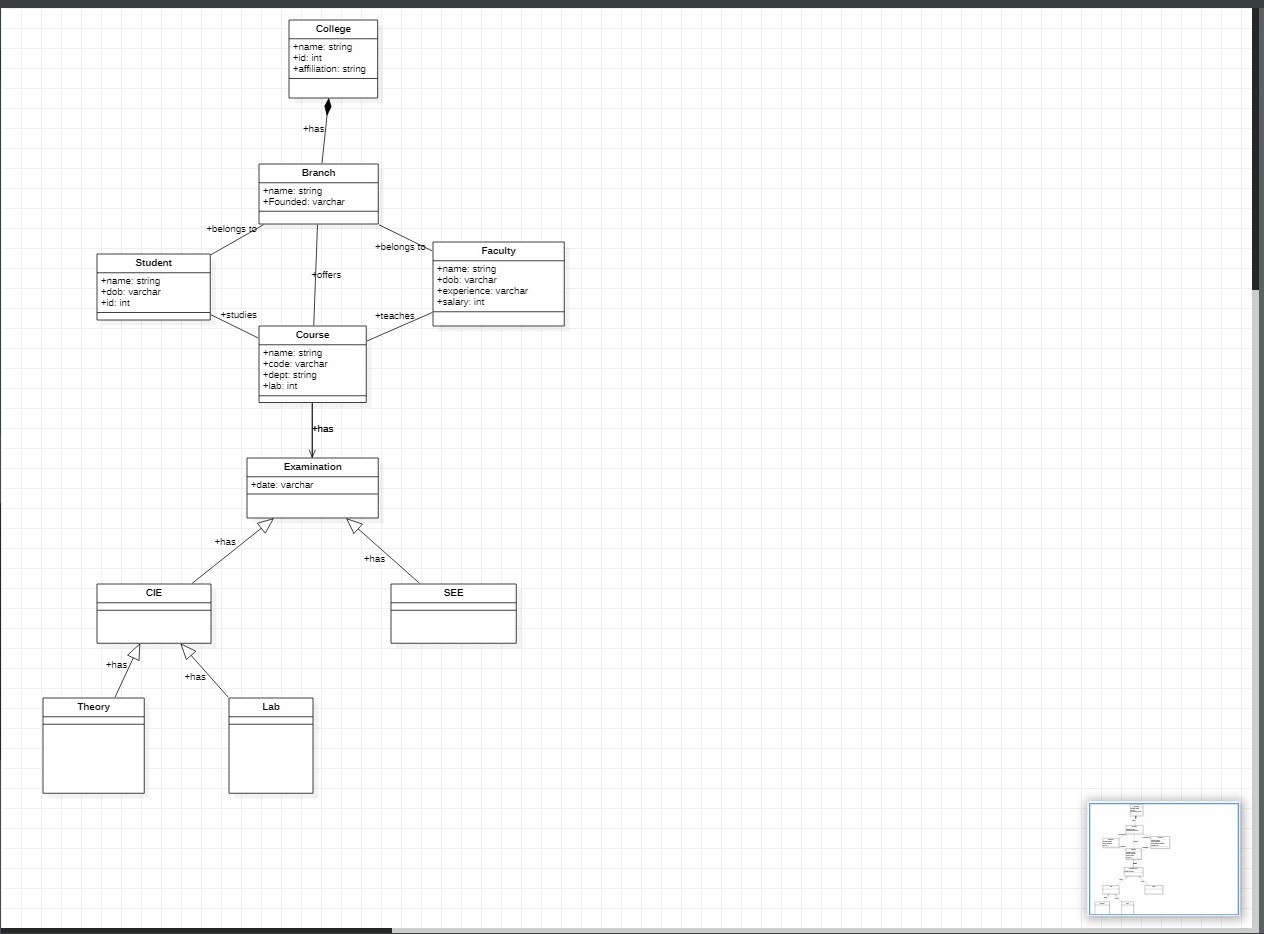 College
+name: string
+id: int
+affiliation: string
+has
Branch
+name: string
+Founded: varchar
+belongs to
+belongs to
Faculty
+name: string
+dob: varchar
+experience: varchar
+salary: int
Student
+name: string
+dob: varchar
+id: int
+offers
+studies
+teaches
Course
+name: string
+code: varchar
+dept: string
+lab: int
+has
Examination
+date: varchar
+has
+has
CIE
SEE
+has
+has
Theory
Lab